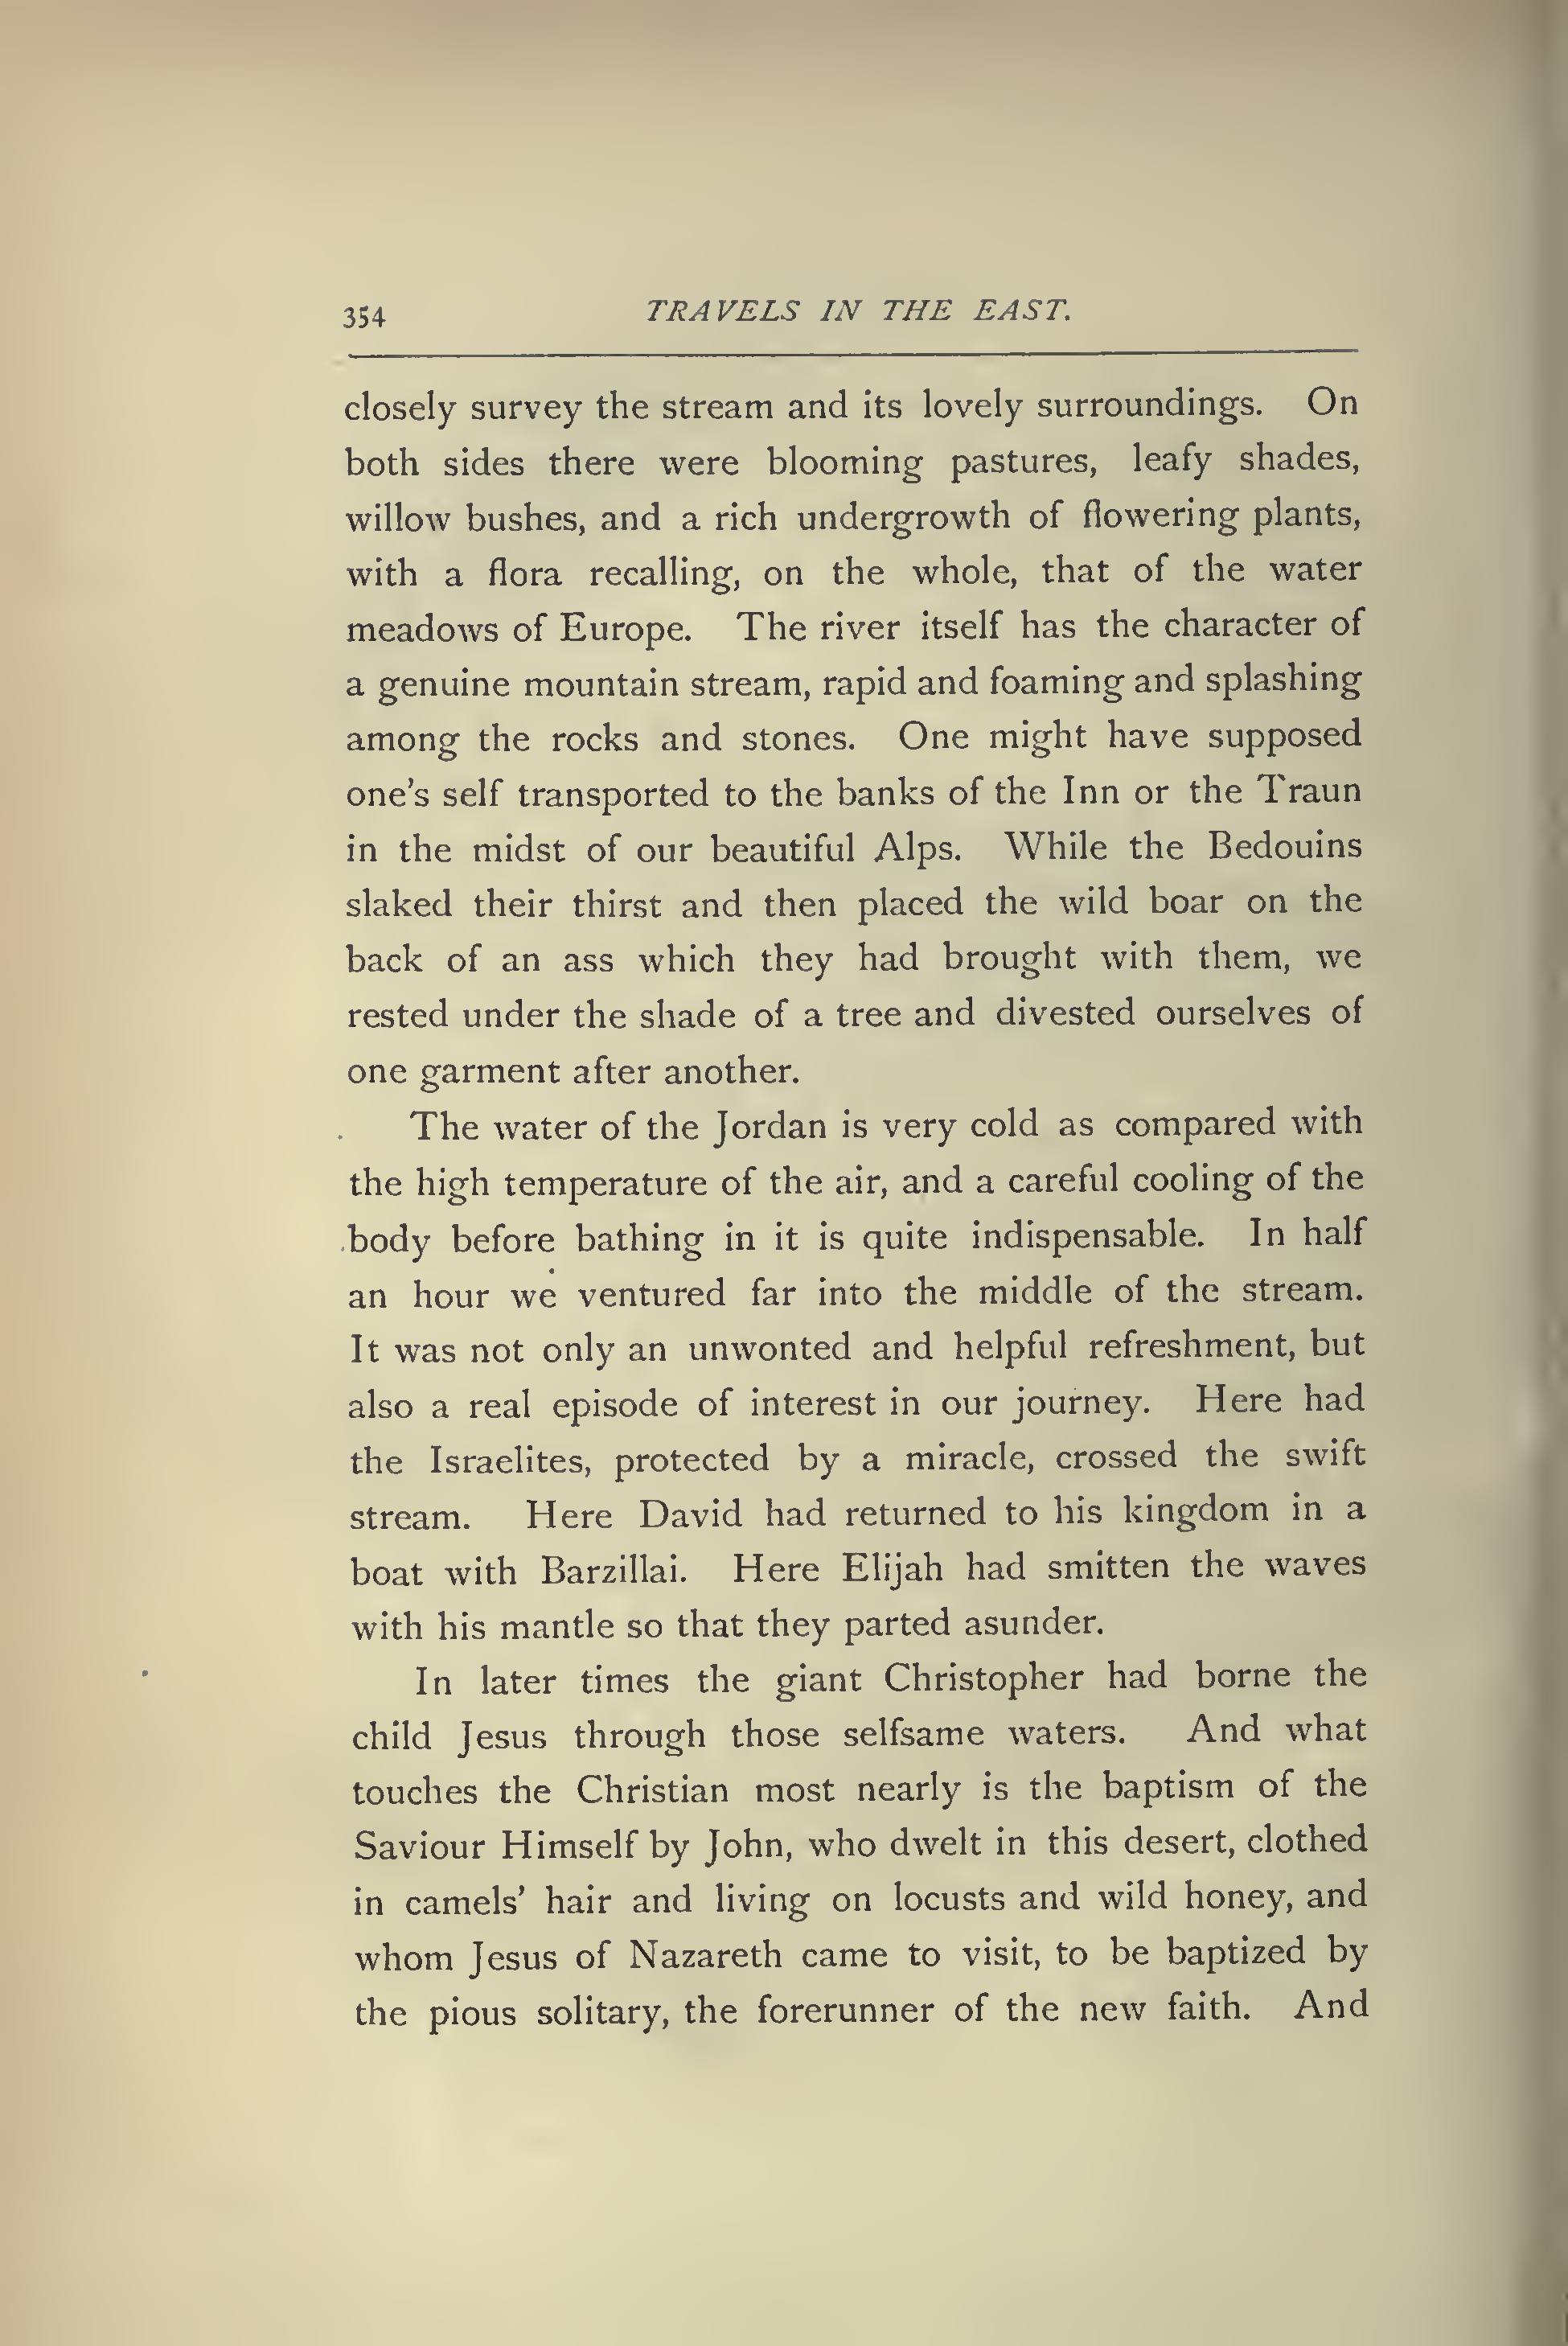 354 TRAVELS IN THE EAST.
closely survey the stream and its lovely surroundings. On
both sides there were blooming pastures, leafy shades,
willow bushes, and a rich undergrowth of flowering plants,
with a flora recalling, on the whole, that of the water
meadows of Europe. The river itself has the character of
a genuine mountain stream, rapid and foaming and splashing
among the rocks and stones. One might have supposed
one's self transported to the banks of the Inn or the Traun
in the midst of our beautiful Alps. While the Bedouins
slaked their thirst and then placed the wild boar on the
back of an ass which they had brought with them, we
rested under the shade of a tree and divested ourselves of
one garment after another.
The water of the Jordan is very cold as compared with
the high temperature of the air, and a careful cooling of the
body before bathing in it is quite indispensable. In half
an hour we ventured far into the middle of the stream.
It was not only an unwonted and helpful refreshment, but
also a real episode of interest in our journey. Here had
the Israelites, protected by a miracle, crossed the swift
stream. Here David had returned to his kingdom in a
boat with Barzillai. Here Elijah had smitten the waves
with his mantle so that they parted asunder.
In later times the giant Christopher had borne the
child Jesus through those selfsame waters. And what
touches the Christian most nearly is the baptism of the
Saviour Himself by John, who dwelt in this desert, clothed
in camels' hair and living on locusts and wild honey, and
whom Jesus of Nazareth came to visit, to be baptized by
the pious solitary, the forerunner of the new faith. And